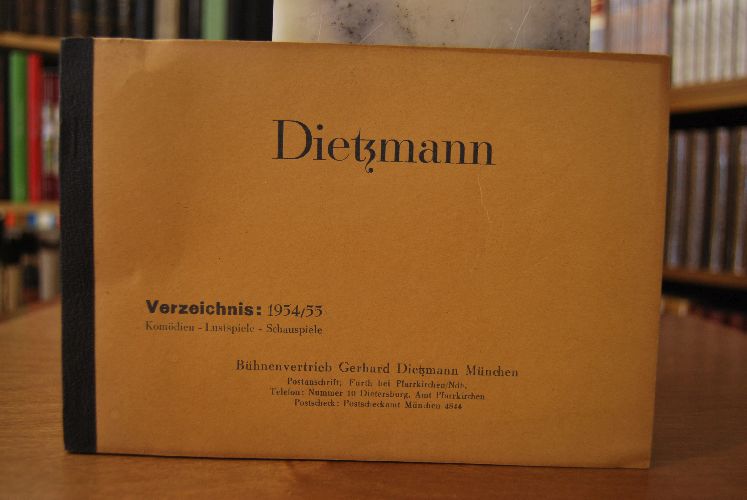 Dietzmann
Verzeichnis: 1954/55
Komödien - Lustspiele - Schauspiele
Bühnenvertrieb Gerhard Dietzmann München
Postanschrift: Furth bei Pfarrkirchen/Ndb.
Telefon: Nummer 10 Dietersburg, Amt Pfarrkirchen
Postscheck: Postscheckamt München 4844